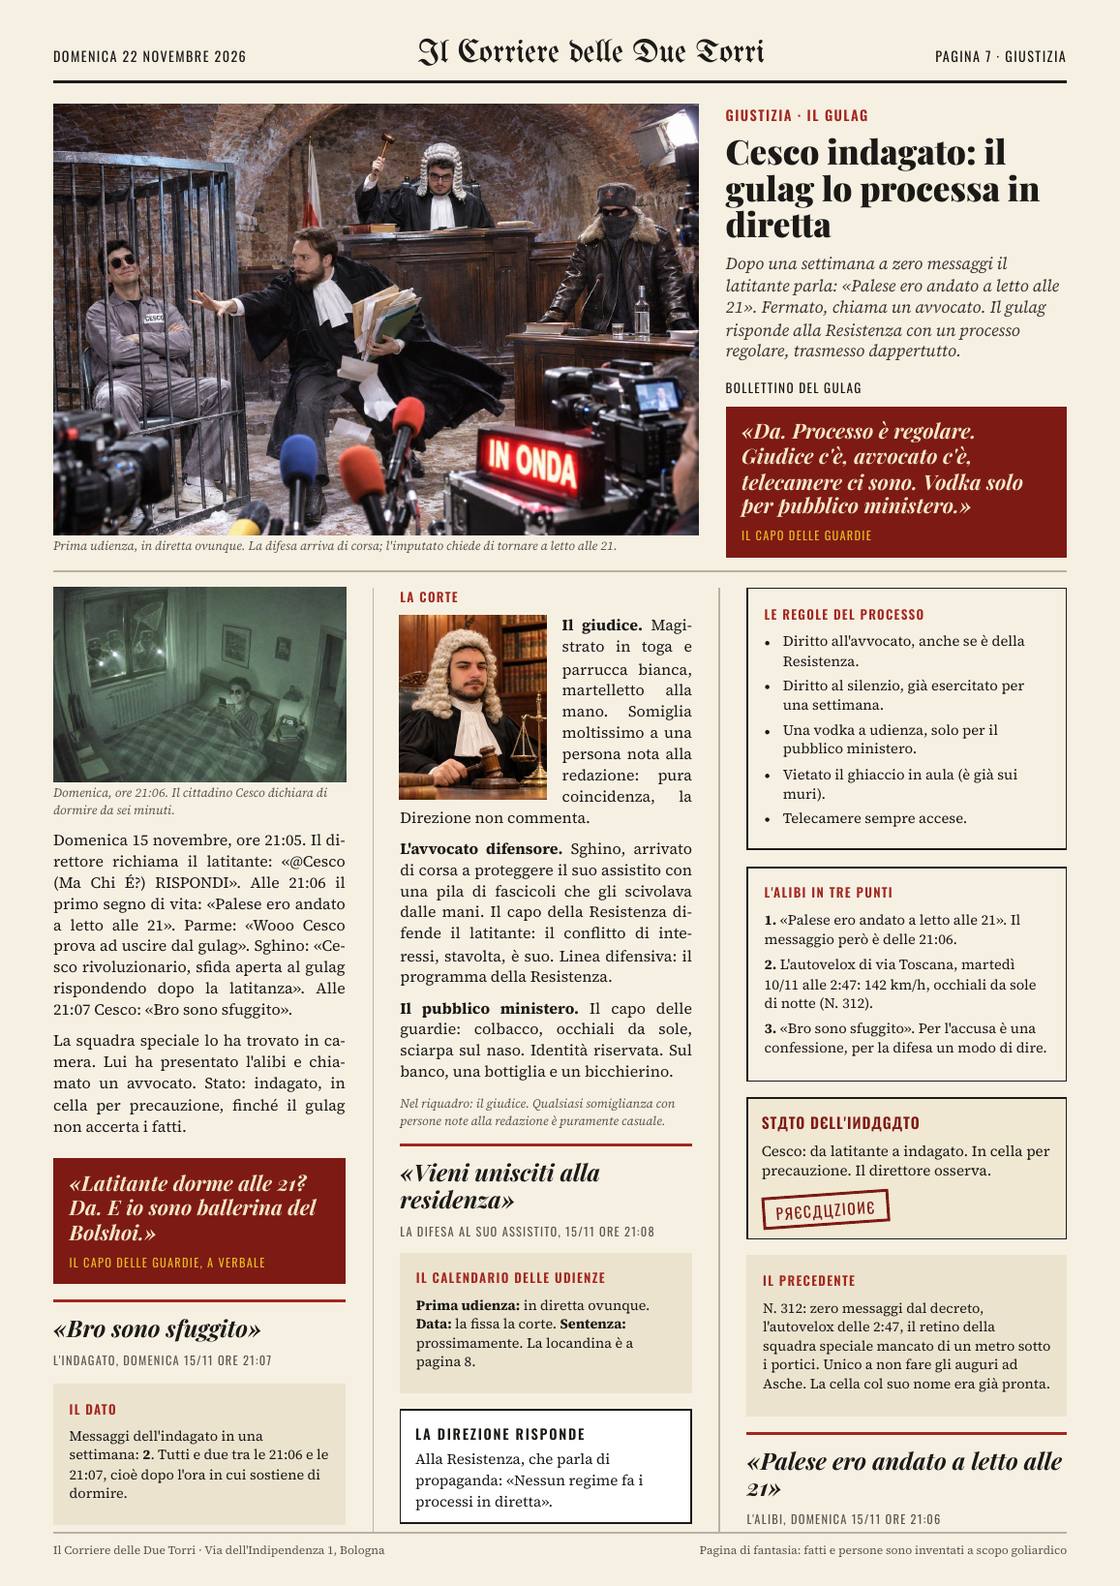 DOMENICA 22 NOVEMBRE 2026
Il Corriere delle Due Torri
PAGINA 7 · GIUSTIZIA
CESCO
IN ONDA
Prima udienza, in diretta ovunque. La difesa arriva di corsa; l'imputato chiede di tornare a letto alle 21.
GIUSTIZIA · IL GULAG
Cesco indagato: il
gulag lo processa in
diretta
Dopo una settimana a zero messaggi il
latitante parla: «Palese ero andato a letto alle
21». Fermato, chiama un avvocato. Il gulag
risponde alla Resistenza con un processo
regolare, trasmesso dappertutto.
BOLLETTINO DEL GULAG
«Da. Processo è regolare.
Giudice c'è, avvocato c'è,
telecamere ci sono. Vodka solo
per pubblico ministero.»
IL CAPO DELLE GUARDIE
Domenica, ore 21:06. Il cittadino Cesco dichiara di
dormire da sei minuti.
Domenica 15 novembre, ore 21:05. Il di-
rettore richiama il latitante: «@Cesco
(Ma Chi É?) RISPONDI». Alle 21:06 il
primo segno di vita: «Palese ero andato
a letto alle 21». Parme: «Wooo Cesco
prova ad uscire dal gulag». Sghino: «Ce-
sco rivoluzionario, sfida aperta al gulag
rispondendo dopo la latitanza». Alle
21:07 Cesco: «Bro sono sfuggito».
La squadra speciale lo ha trovato in ca-
mera. Lui ha presentato l'alibi e chia-
mato un avvocato. Stato: indagato, in
cella per precauzione, finché il gulag
non accerta i fatti.
«Latitante dorme alle 21?
Da. E io sono ballerina del
Bolshoi.»
IL CAPO DELLE GUARDIE, A VERBALE
«Bro sono sfuggito»
L'INDAGATO, DOMENICA 15/11 ORE 21:07
IL DATO
Messaggi dell'indagato in una
settimana: 2. Tutti e due tra le 21:06 e le
21:07, cioè dopo l'ora in cui sostiene di
dormire.
LA CORTE
Il giudice. Magi-
strato in toga e
parrucca bianca,
martelletto alla
mano. Somiglia
moltissimo a una
persona nota alla
redazione: pura
coincidenza, la
Direzione non commenta.
L'avvocato difensore. Sghino, arrivato
di corsa a proteggere il suo assistito con
una pila di fascicoli che gli scivolava
dalle mani. Il capo della Resistenza di-
fende il latitante: il conflitto di inte-
ressi, stavolta, è suo. Linea difensiva: il
programma della Resistenza.
Il pubblico ministero. Il capo delle
guardie: colbacco, occhiali da sole,
sciarpa sul naso. Identità riservata. Sul
banco, una bottiglia e un bicchierino.
Nel riquadro: il giudice. Qualsiasi somiglianza con
persone note alla redazione è puramente casuale.
«Vieni unisciti alla
residenza»
LA DIFESA AL SUO ASSISTITO, 15/11 ORE 21:08
IL CALENDARIO DELLE UDIENZE
Prima udienza: in diretta ovunque.
Data: la fissa la corte. Sentenza:
prossimamente. La locandina è a
pagina 8.
LA DIREZIONE RISPONDE
Alla Resistenza, che parla di
propaganda: «Nessun regime fa i
processi in diretta».
LE REGOLE DEL PROCESSO
• Diritto all'avvocato, anche se è della
Resistenza.
• Diritto al silenzio, già esercitato per
una settimana.
• Una vodka a udienza, solo per il
pubblico ministero.
• Vietato il ghiaccio in aula (è già sui
muri).
• Telecamere sempre accese.
L'ALIBI IN TRE PUNTI
1. «Palese ero andato a letto alle 21». Il
messaggio però è delle 21:06.
2. L'autovelox di via Toscana, martedì
10/11 alle 2:47: 142 km/h, occhiali da sole
di notte (N. 312).
3. «Bro sono sfuggito». Per l'accusa è una
confessione, per la difesa un modo di dire.
STДTO DЄLL'IИDДGДTO
Cesco: da latitante a indagato. In cella per
precauzione. Il direttore osserva.
PЯЄCДЦZIOИЄ
IL PRECEDENTE
N. 312: zero messaggi dal decreto,
l'autovelox delle 2:47, il retino della
squadra speciale mancato di un metro sotto
i portici. Unico a non fare gli auguri ad
Asche. La cella col suo nome era già pronta.
«Palese ero andato a letto alle
21»
L'ALIBI, DOMENICA 15/11 ORE 21:06
Il Corriere delle Due Torri · Via dell'Indipendenza 1, Bologna
Pagina di fantasia: fatti e persone sono inventati a scopo goliardico